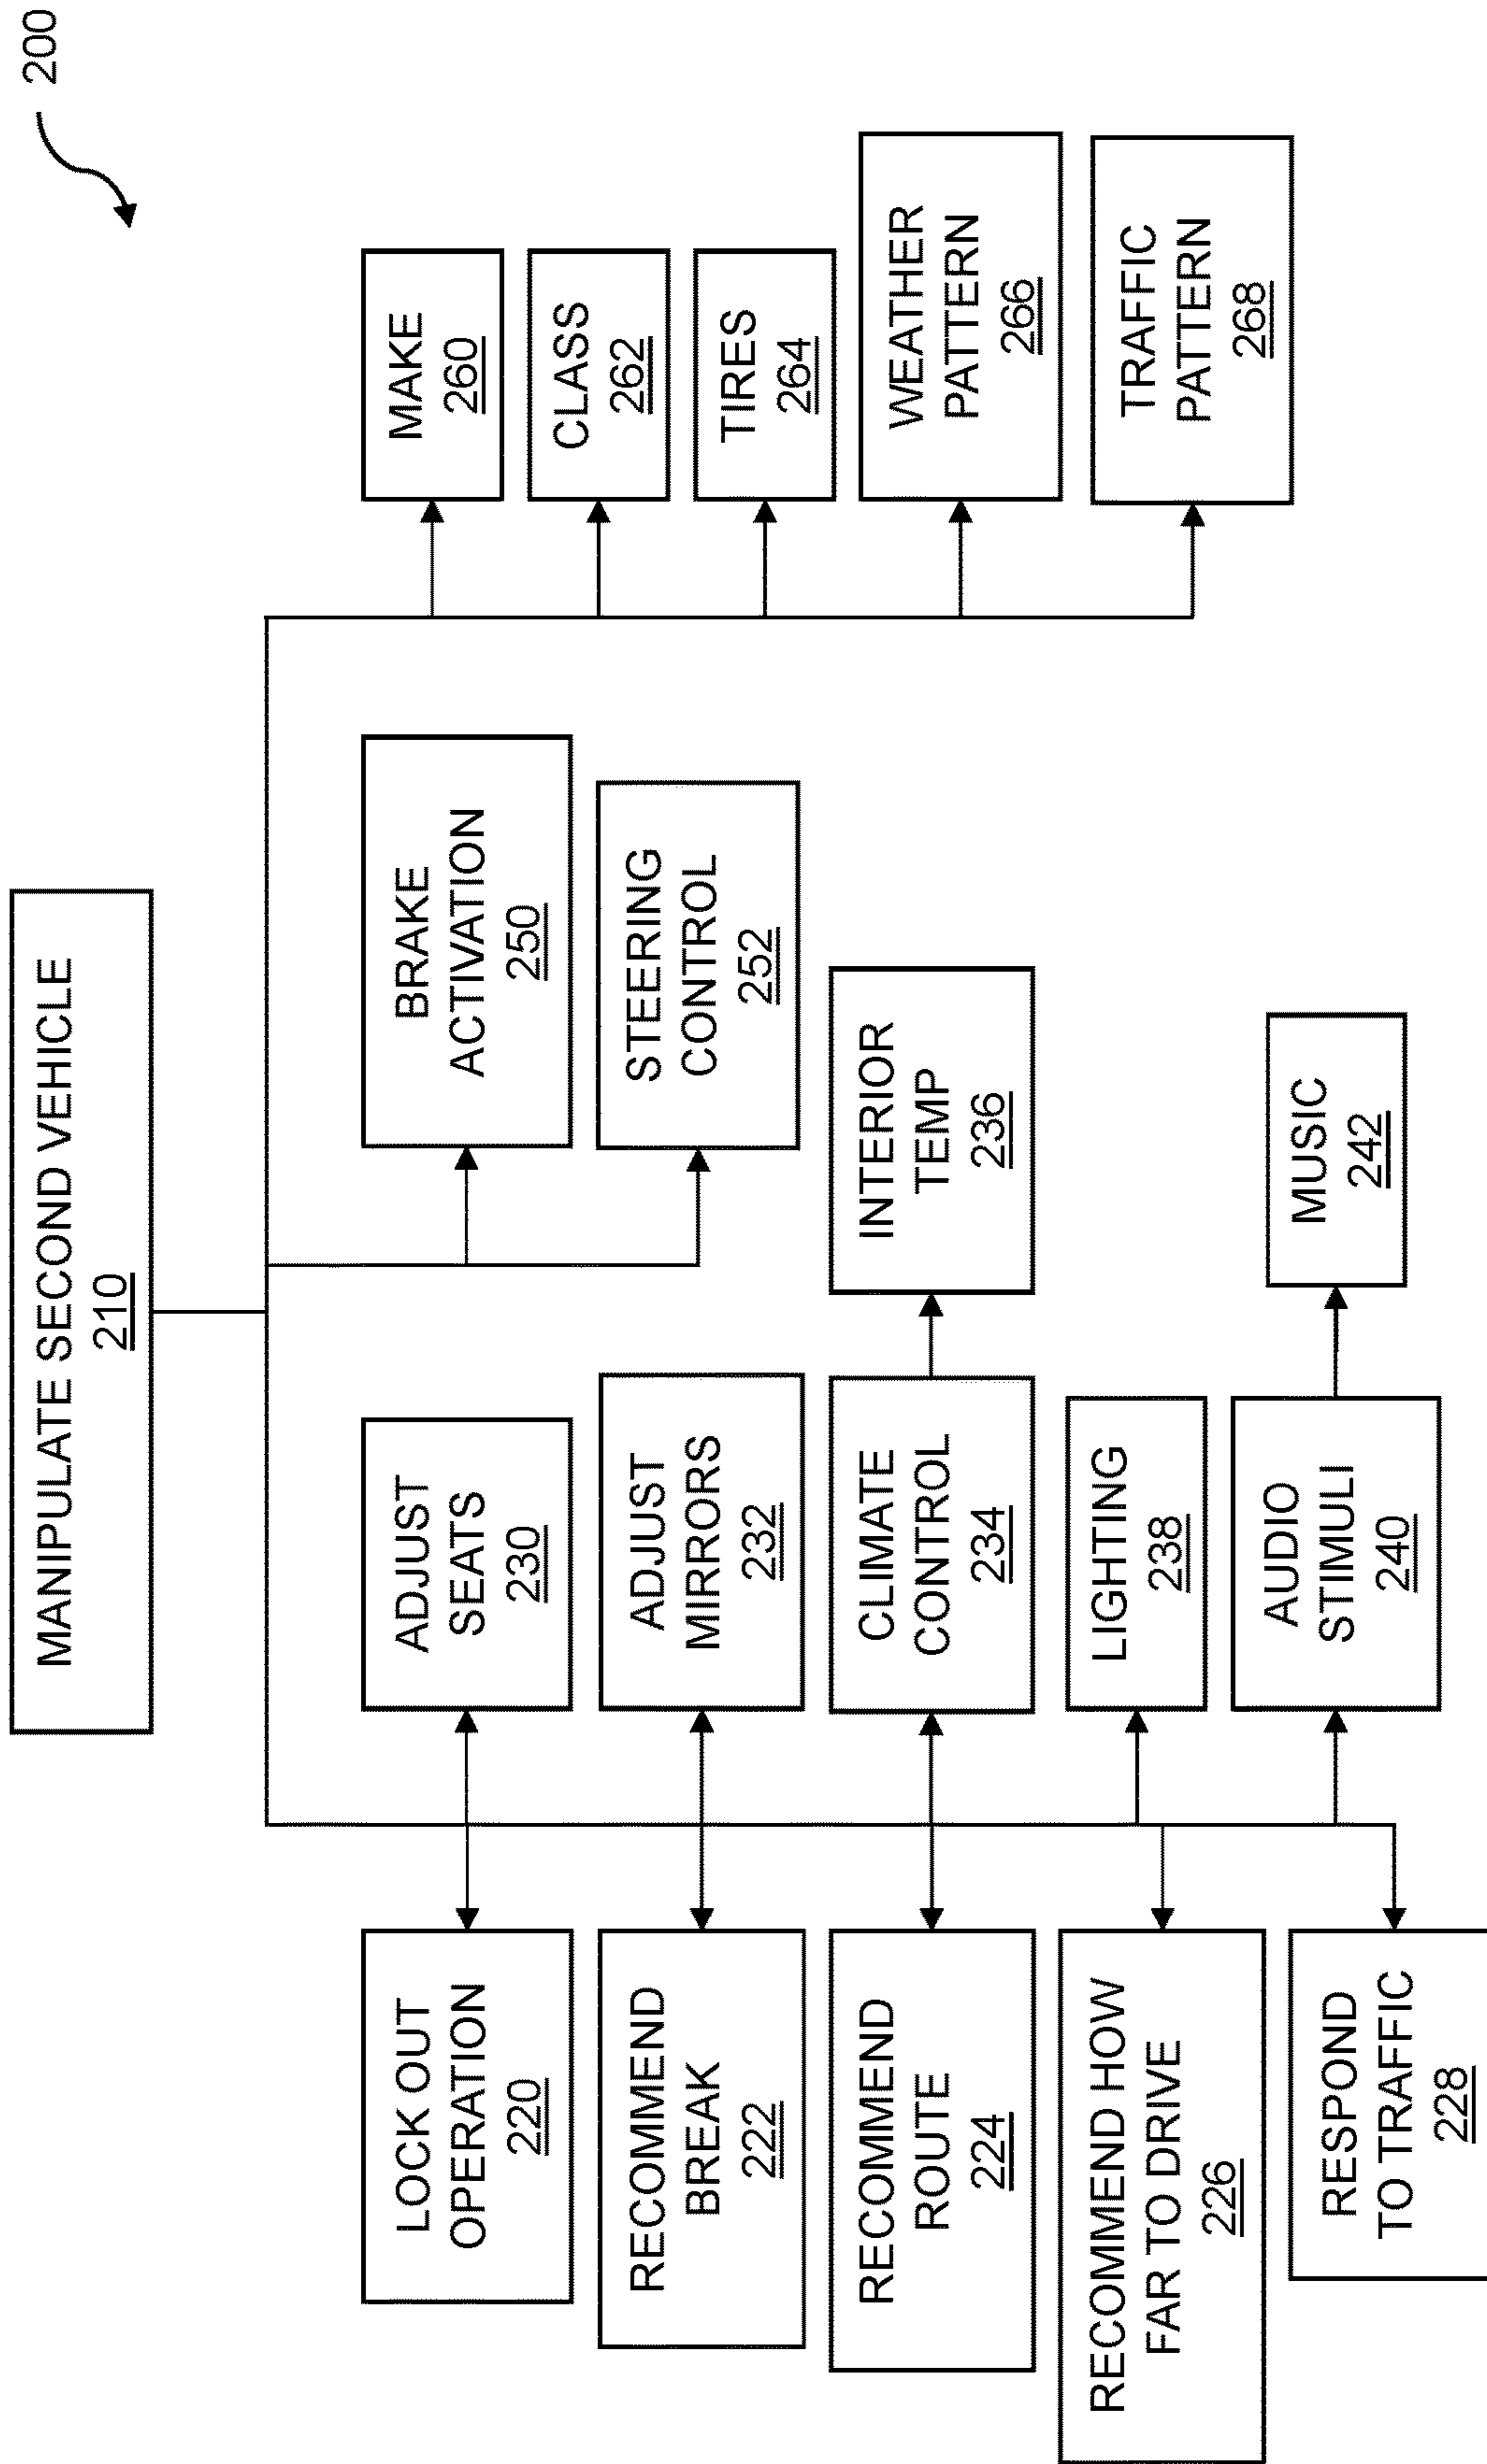 200
MANIPULATE SECOND VEHICLE
210
LOCK OUT
OPERATION
220
RECOMMEND
BREAK
222
RECOMMEND
ROUTE
224
RECOMMEND HOW
FAR TO DRIVE
226
RESPOND
TO TRAFFIC
228
ADJUST
SEATS
230
ADJUST
MIRRORS
232
CLIMATE
CONTROL
234
LIGHTING
238
AUDIO
STIMULI
240
INTERIOR
TEMP
236
MUSIC
242
BRAKE
ACTIVATION
250
STEERING
CONTROL
252
MAKE
260
CLASS
262
TIRES
264
WEATHER
PATTERN
266
TRAFFIC
PATTERN
268